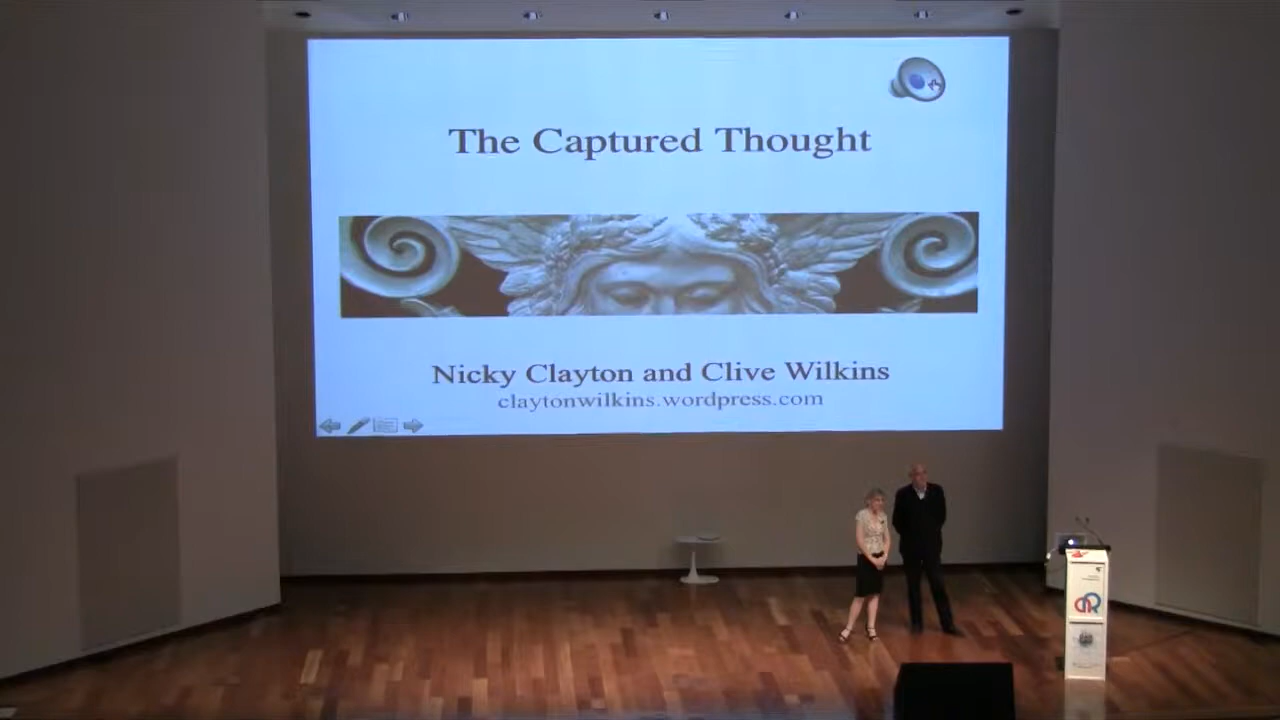 The Captured Thought
Nicky Clayton and Clive Wilkins
claytonwilkins.wordpress.com